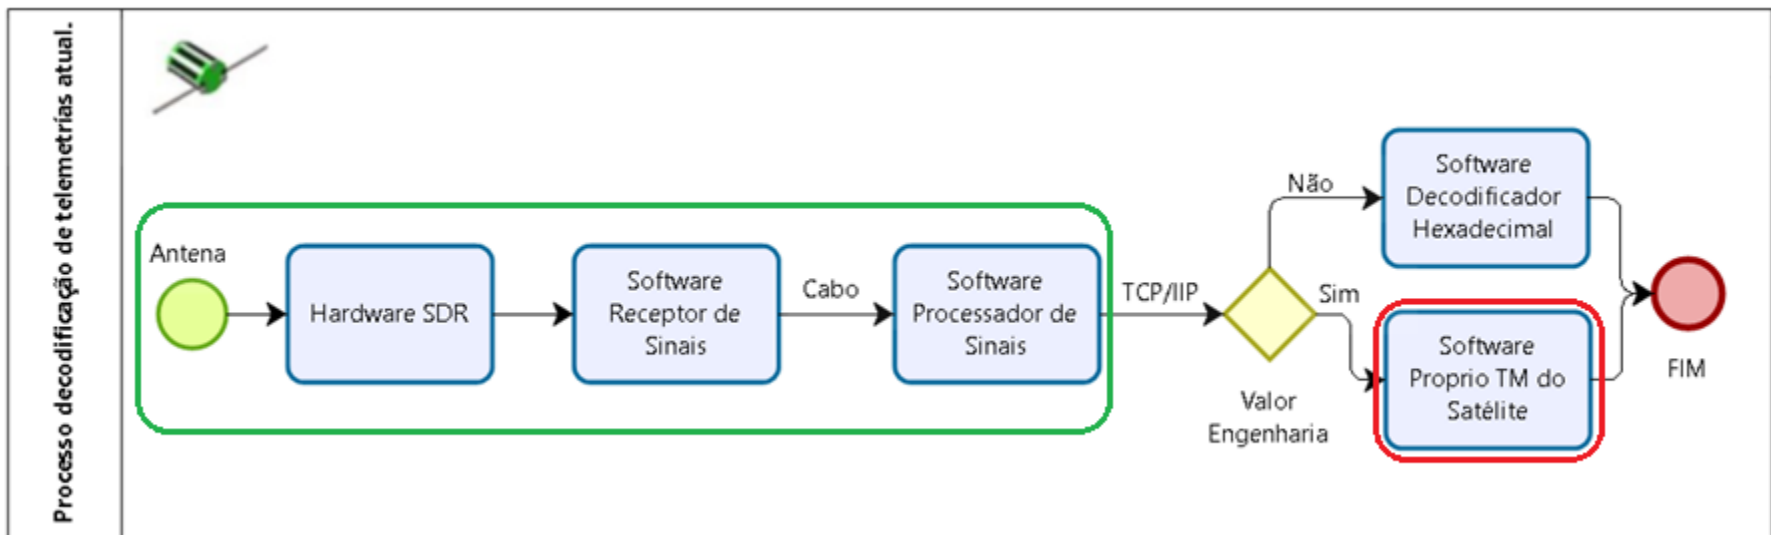 Processo decodificação de telemetrías atual.
Antena
Hardware SDR
Software
Receptor de
Sinais
Cabo
Software
Processador de
Sinais
TCP/IIP
Valor
Engenharia
Não
Software
Decodificador
Hexadecimal
Sim
Software
Proprio TM do
Satélite
FIM